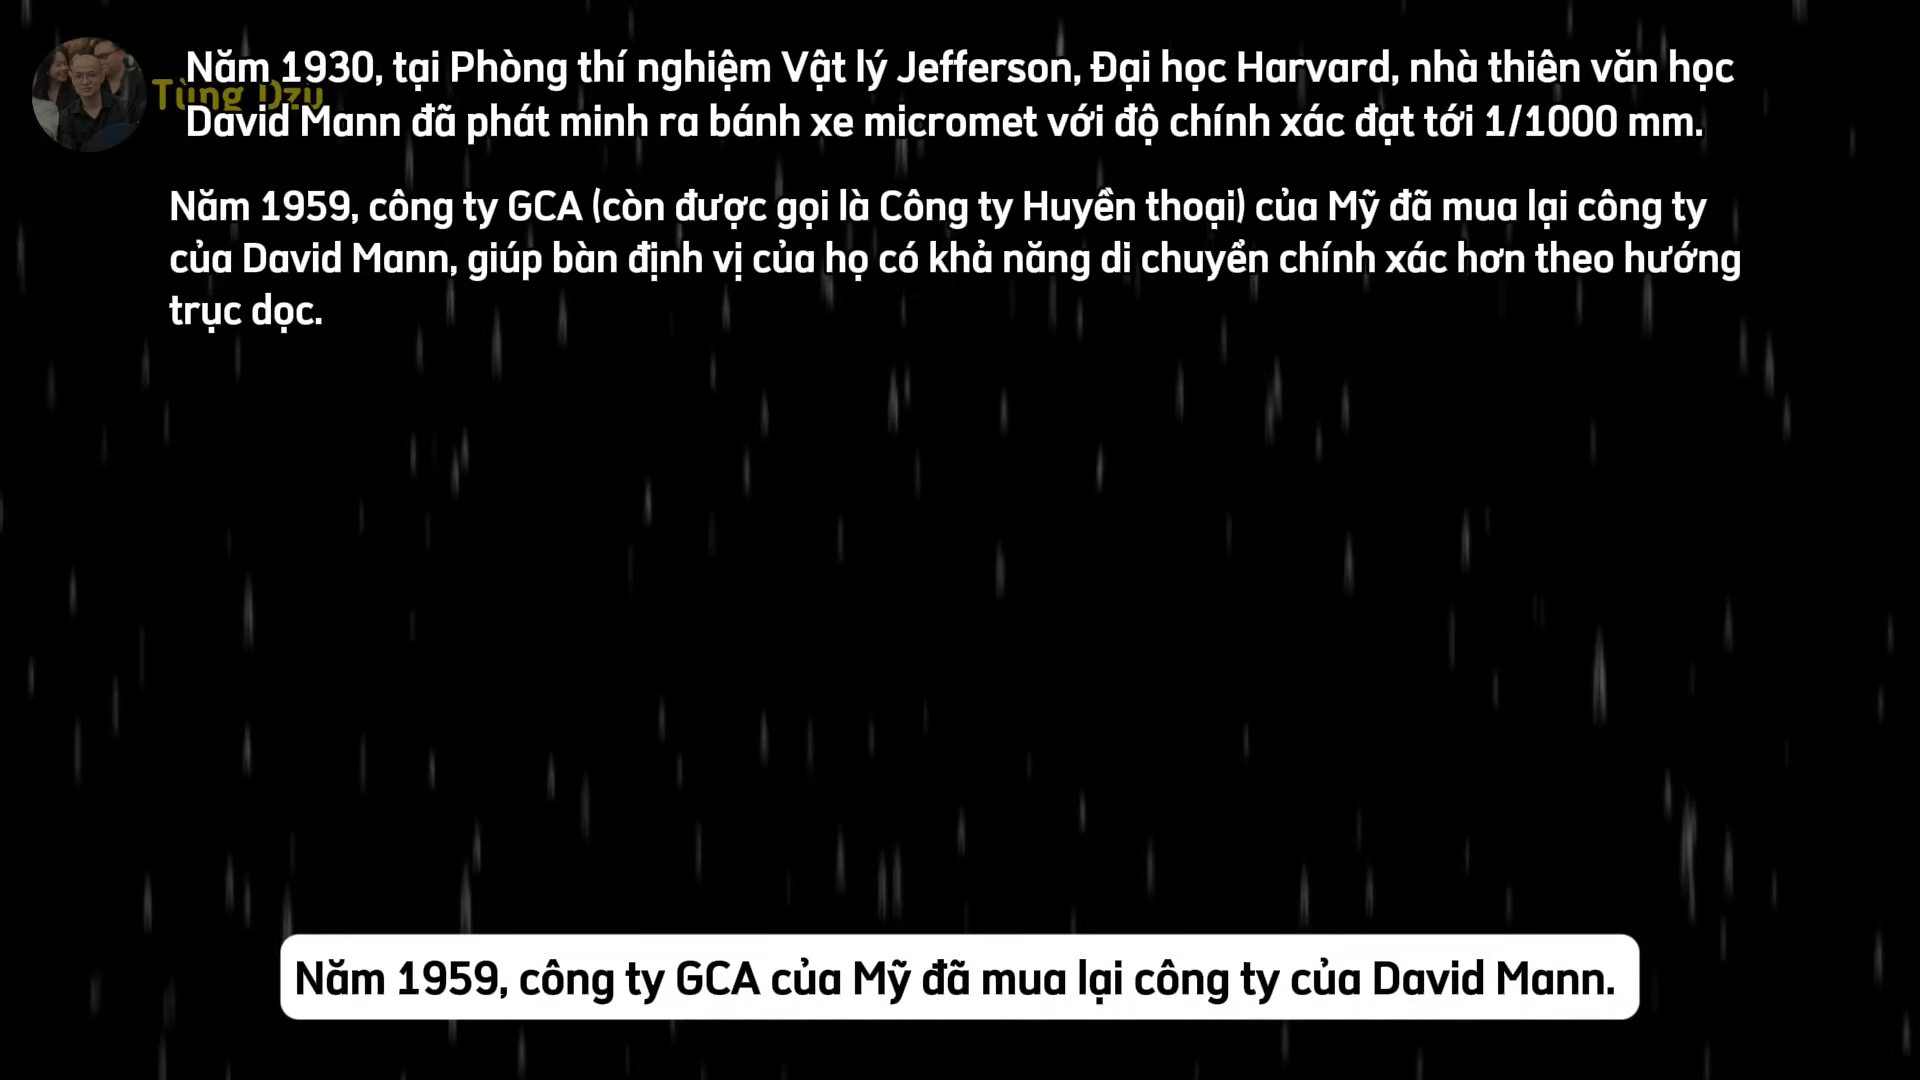 Năm 1930, tại Phòng thí nghiệm Vật lý Jefferson, Đại học Harvard, nhà thiên văn học
Tùng Dzu
David Mann đã phát minh ra bánh xe micromet với độ chính xác đạt tới 1/1000 mm.
Năm 1959, công ty GCA (còn được gọi là Công ty Huyền thoại) của Mỹ đã mua lại công ty
của David Mann, giúp bàn định vị của họ có khả năng di chuyển chính xác hơn theo hướng
trục dọc.
Năm 1959, công ty GCA của Mỹ đã mua lại công ty của David Mann.